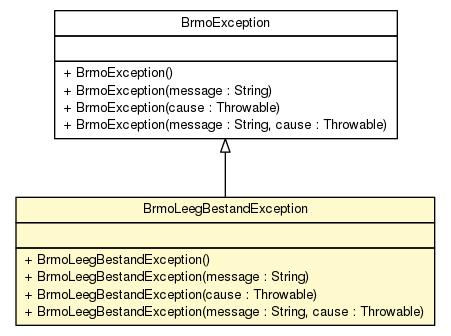 BrmoException
+ BrmoException()
+ BrmoException(message : String)
+ BrmoException(cause : Throwable)
+ BrmoException(message : String, cause : Throwable)
BrmoLeegBestandException
+ BrmoLeegBestandException()
+ BrmoLeegBestandException(message : String)
+ BrmoLeegBestandException(cause : Throwable)
+ BrmoLeegBestandException(message : String, cause : Throwable)